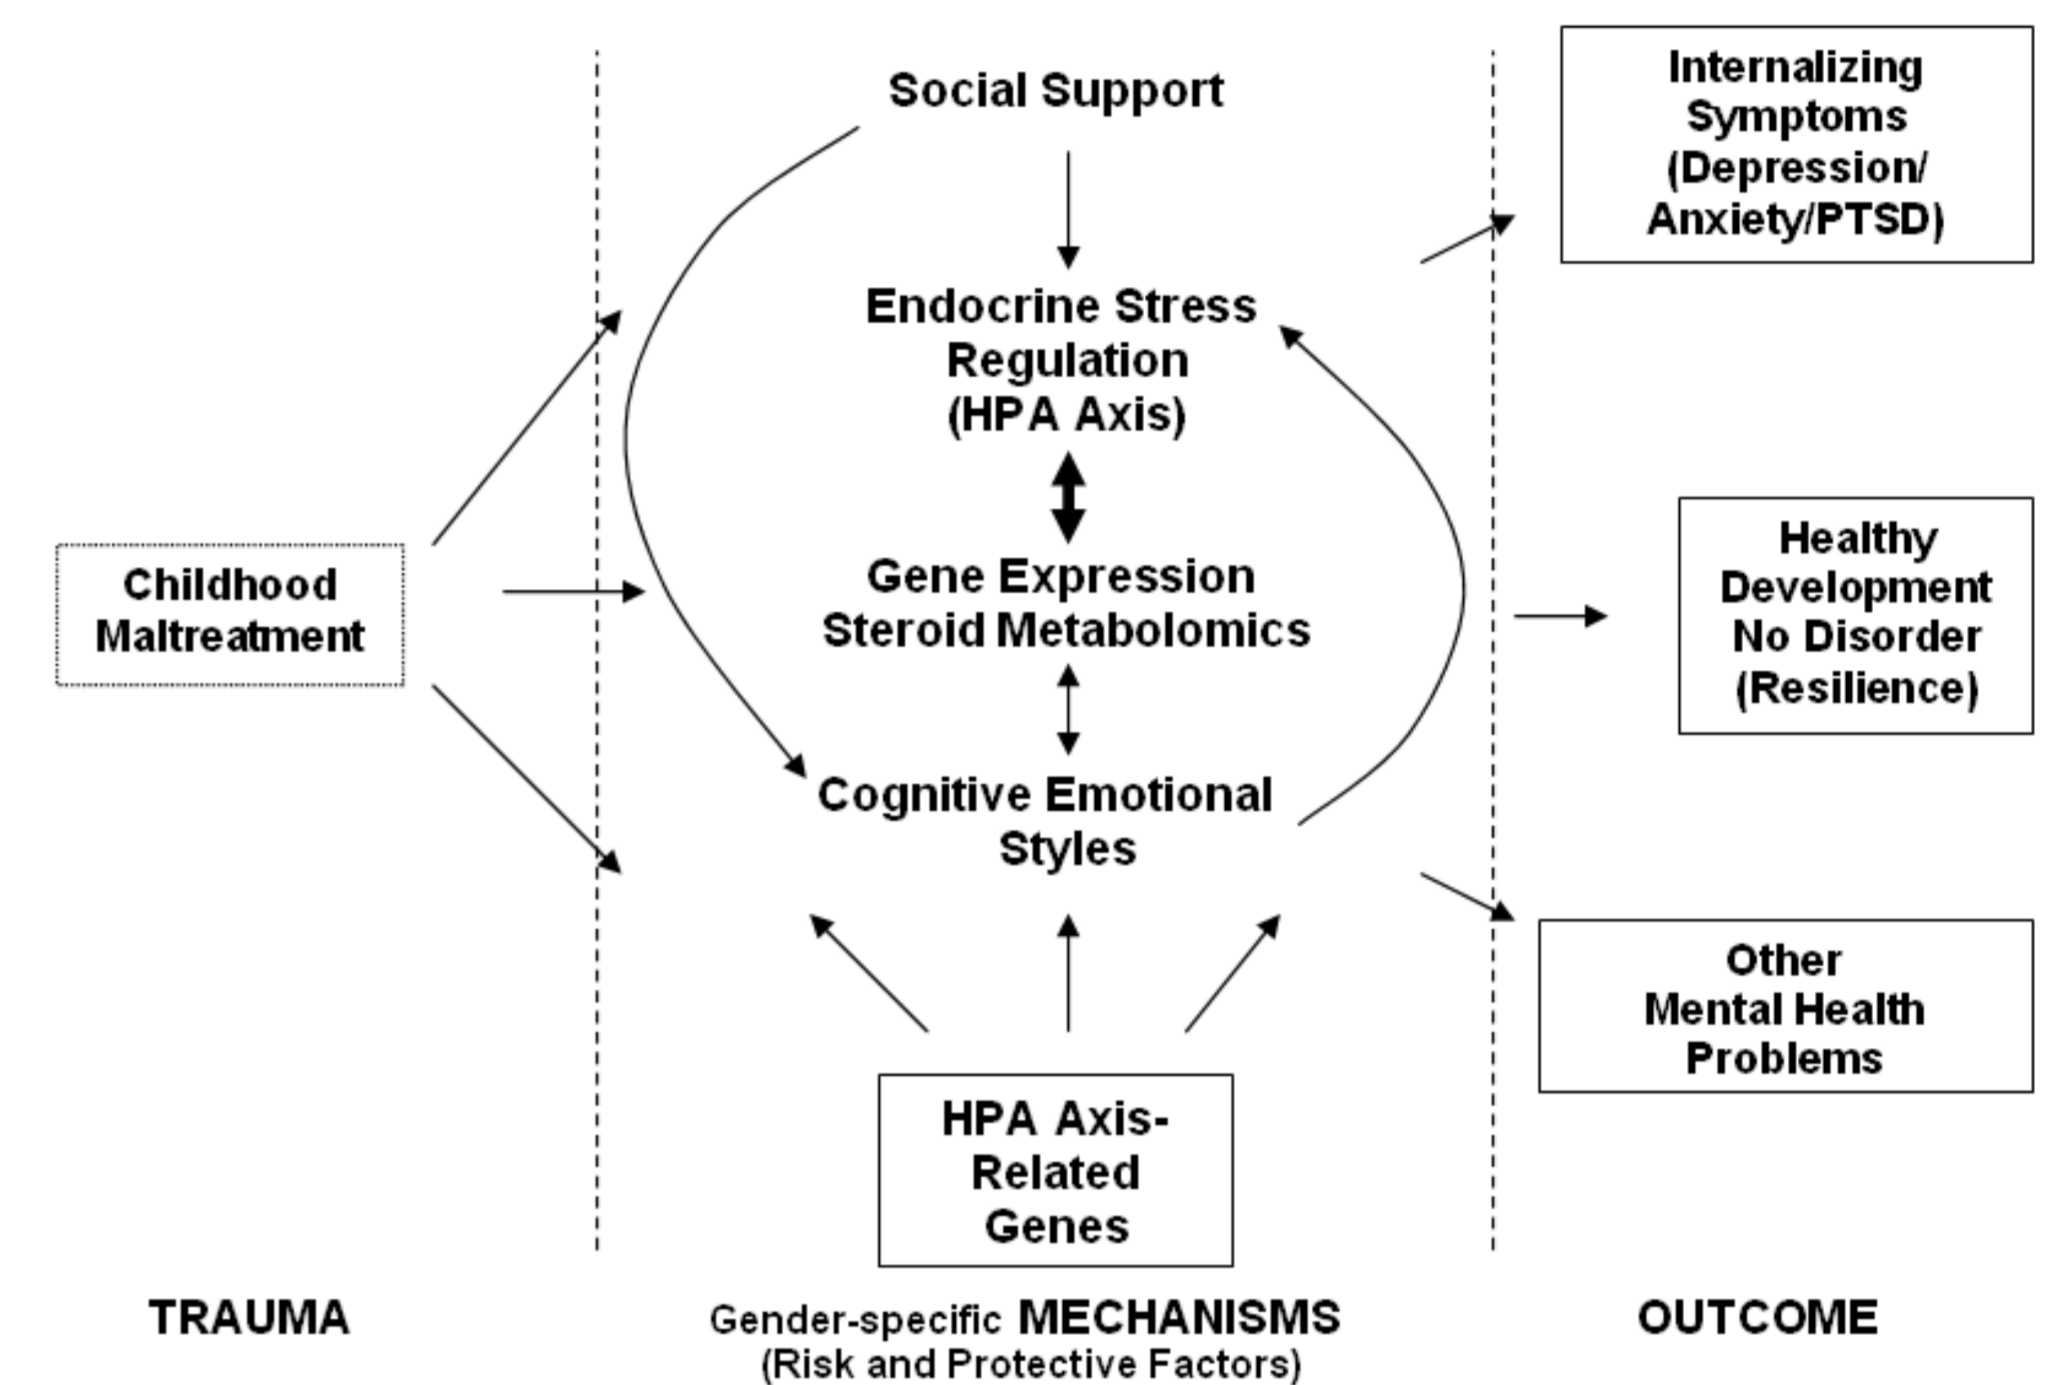 Social Support
Internalizing
Symptoms
(Depression/
Anxiety/PTSD)
Endocrine Stress
Regulation
(HPA Axis)
Childhood
Maltreatment
Gene Expression
Steroid Metabolomics
Healthy
Development
No Disorder
(Resilience)
Cognitive Emotional
Styles
Other
Mental Health
Problems
HPA Axis-
Related
Genes
TRAUMA
Gender-specific MECHANISMS
(Risk and Protective Factors)
OUTCOME